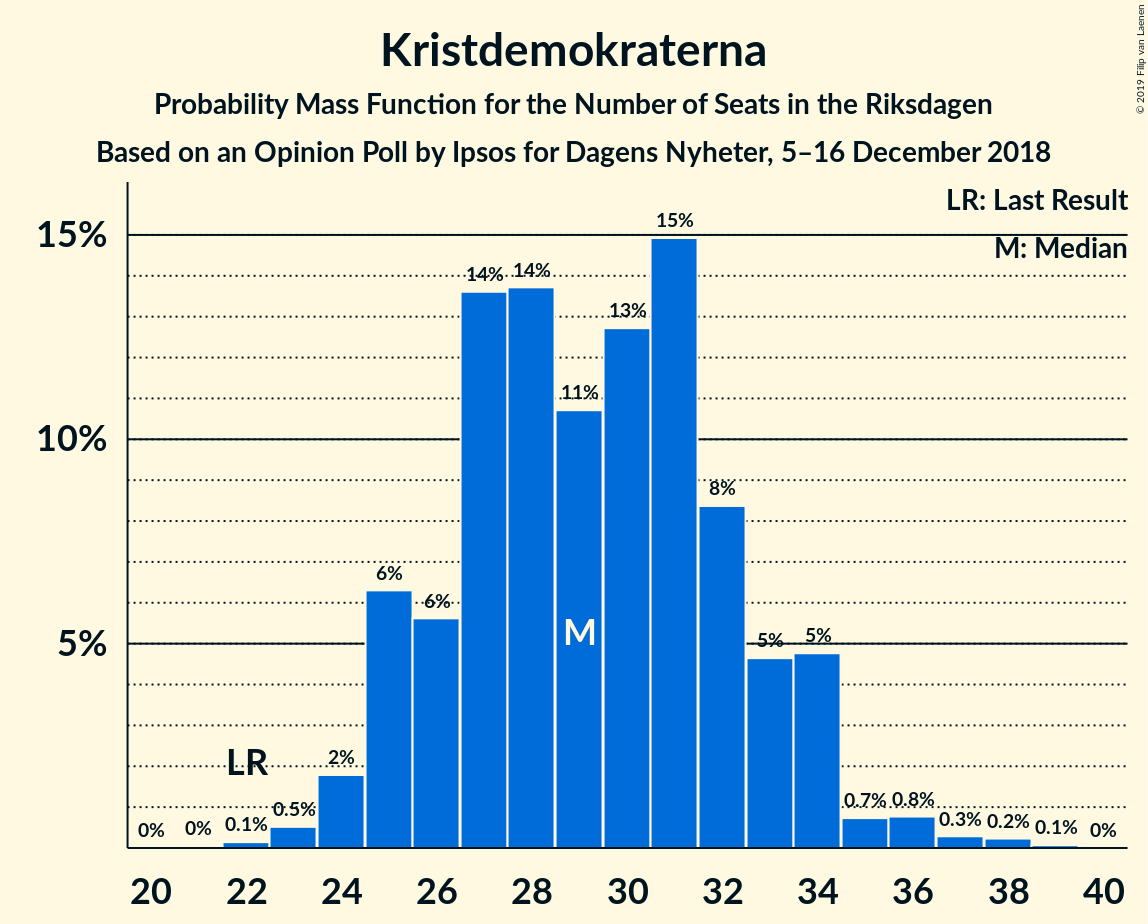 Kristdemokraterna
Probability Mass Function for the Number of Seats in the Riksdagen
Based on an Opinion Poll by Ipsos for Dagens Nyheter, 5–16 December 2018
© 2019 Filip van Laenen
LR: Last Result
M: Median
15%
10%
5%
0%
0%
0.1%
0.5%
2%
6%
6%
14%
14%
11%
13%
15%
8%
5%
5%
0.7%
0.8%
0.3%
0.2%
0.1%
0%
LR
M
20 22 24 26 28 30 32 34 36 38 40